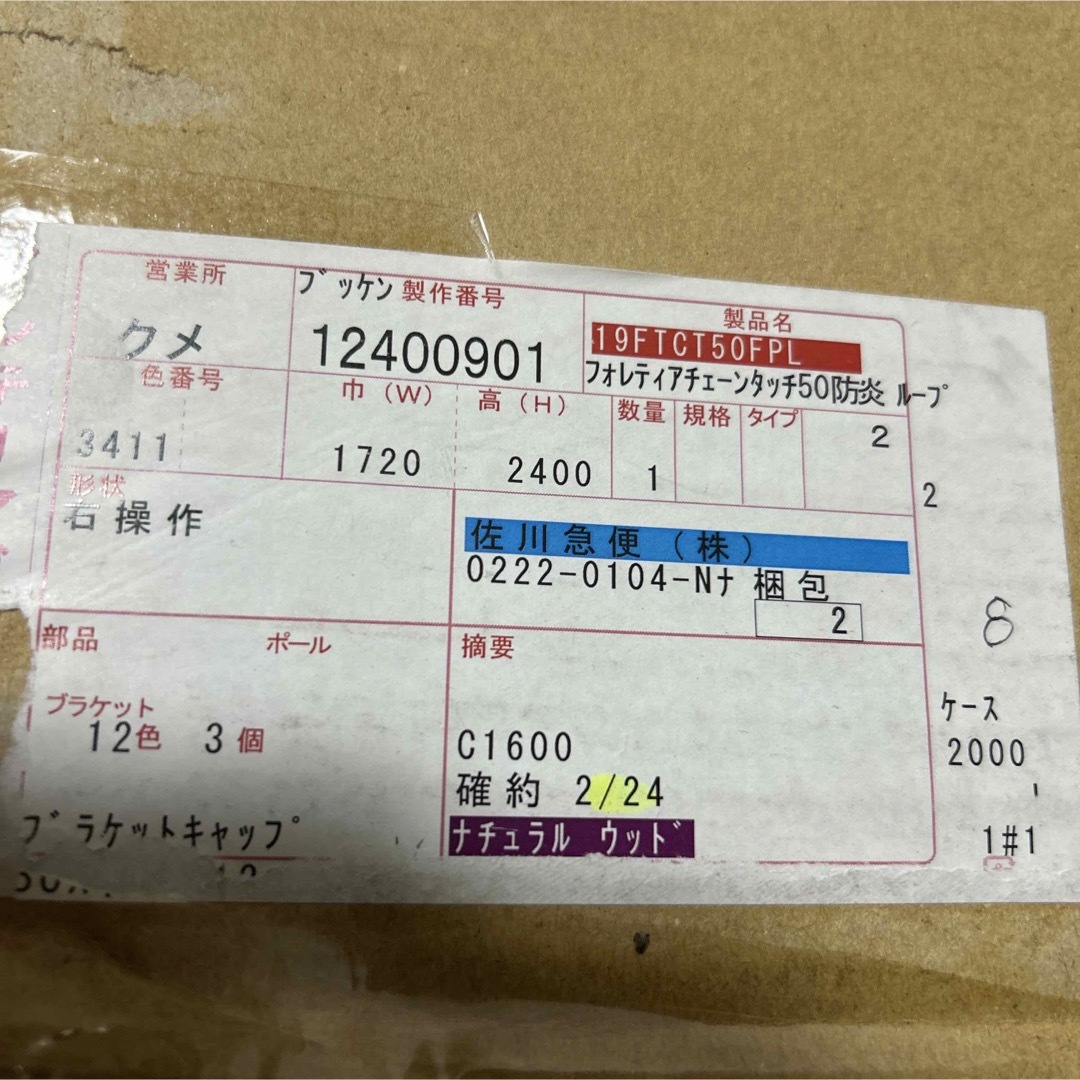 営業所 ブッケン 製作番号 製品名
クメ 12400901 19FTCT50FPL
フォレティアチェーンタッチ50防炎 ループ
色番号 巾(W) 高(H) 数量 規格 タイプ 2
3411 1720 2400 1 2
形状
右操作 佐川急便(株)
0222-0104-Nナ 梱包
2
8
部品 ポール 摘要
ブラケット ケース
12色 3個 C1600 2000
確約 2/24
ブラケットキャップ ナチュラル ウッド 1#1